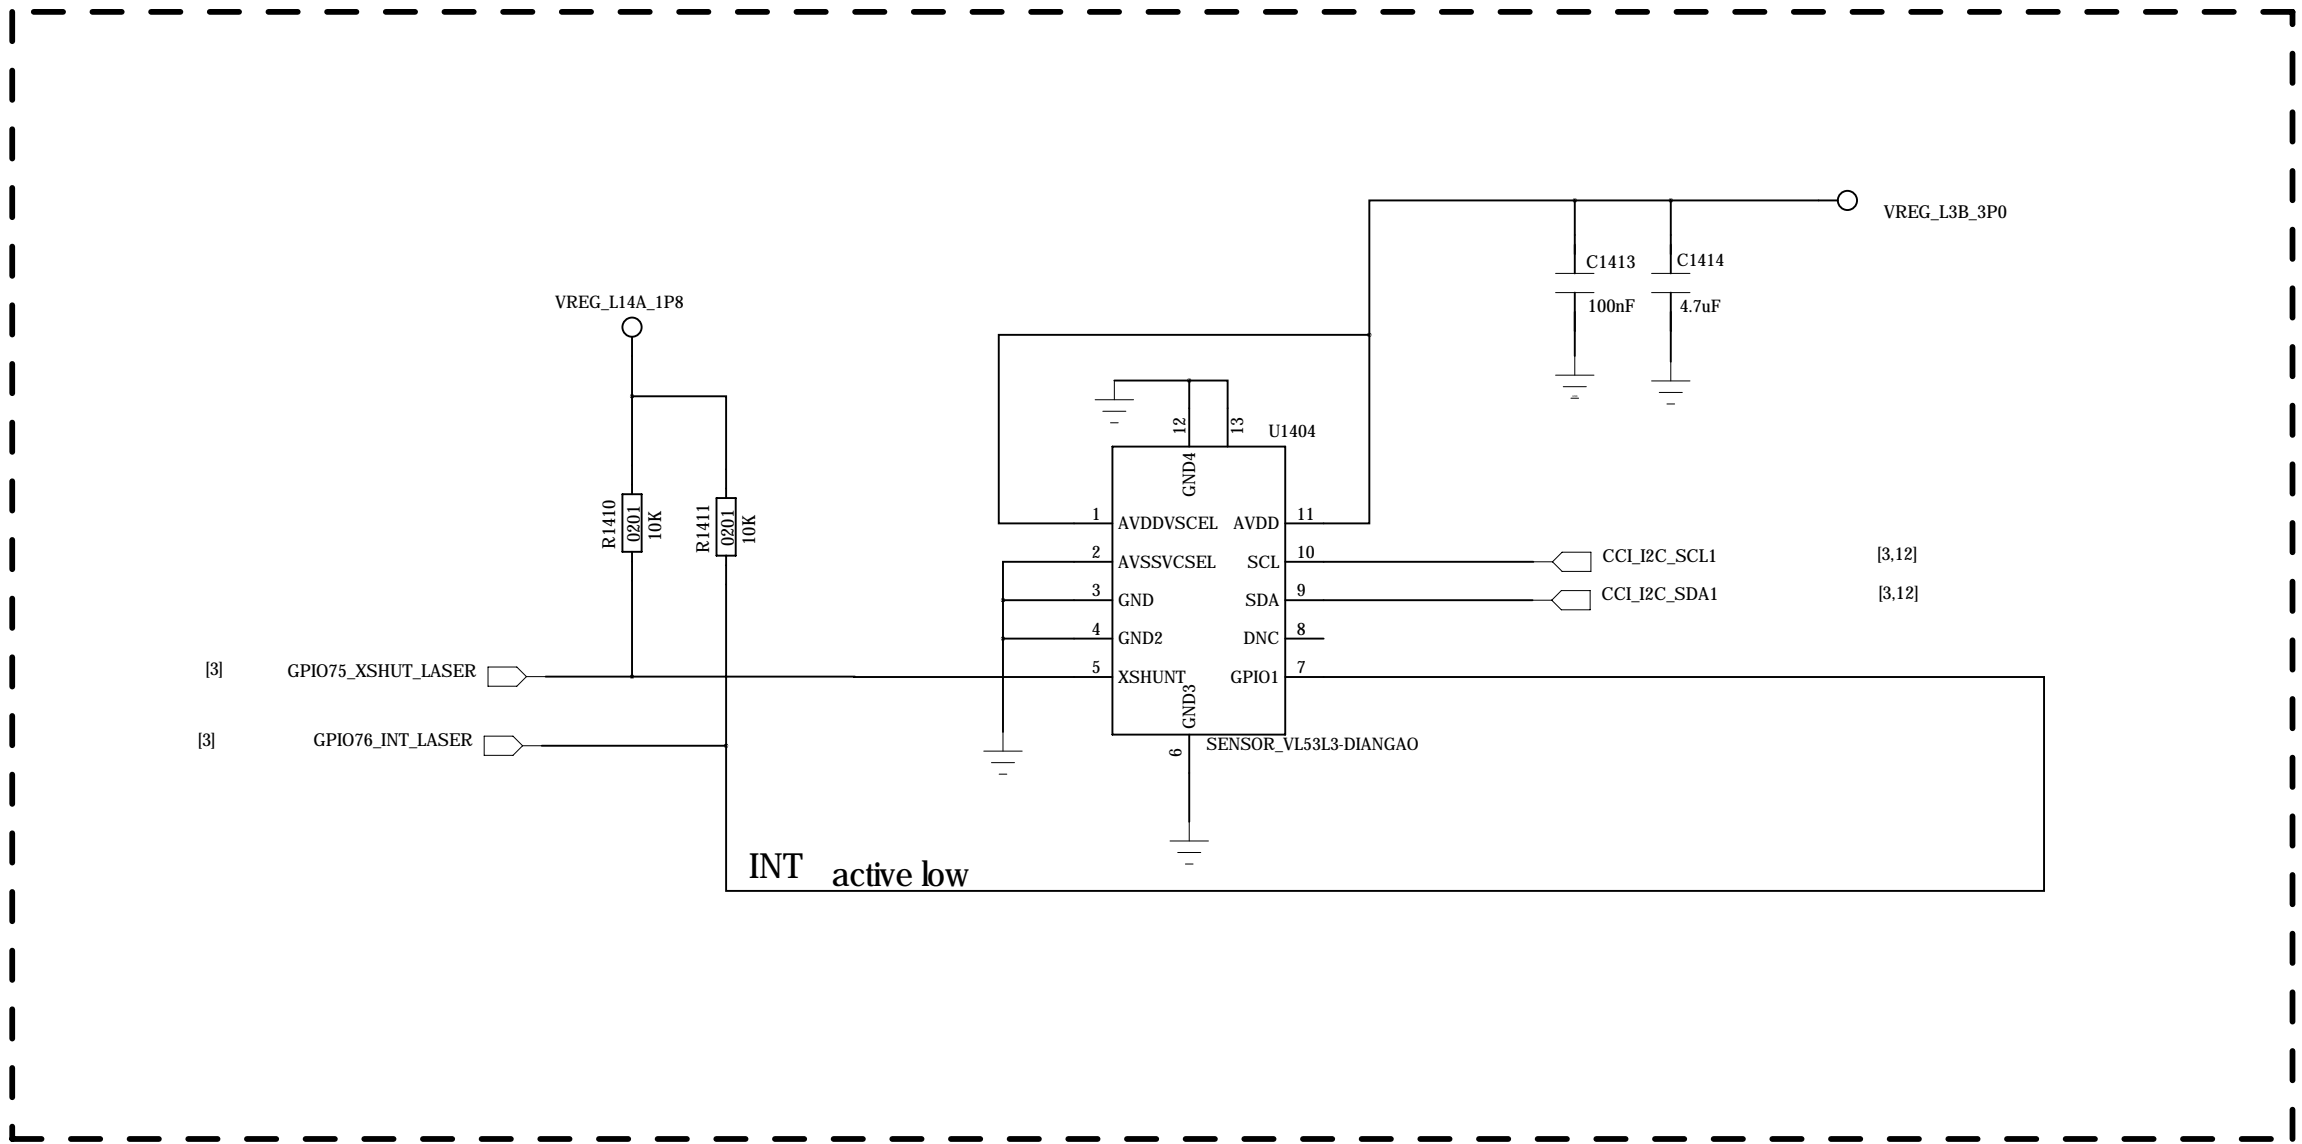 VREG_L3B_3P0
C1413
C1414
100nF
4.7uF
VREG_L14A_1P8
R1410
0201
10K
R1411
0201
10K
12
13
U1404
GND4
1
AVDDVSCEL
AVDD
11
2
AVSSVCSEL
SCL
10
CCI_I2C_SCL1
[3,12]
3
GND
SDA
9
CCI_I2C_SDA1
[3,12]
4
GND2
DNC
8
[3]
GPIO75_XSHUT_LASER
5
XSHUNT
GPIO1
7
GND3
[3]
GPIO76_INT_LASER
6
SENSOR_VL53L3-DIANGAO
INT
active low